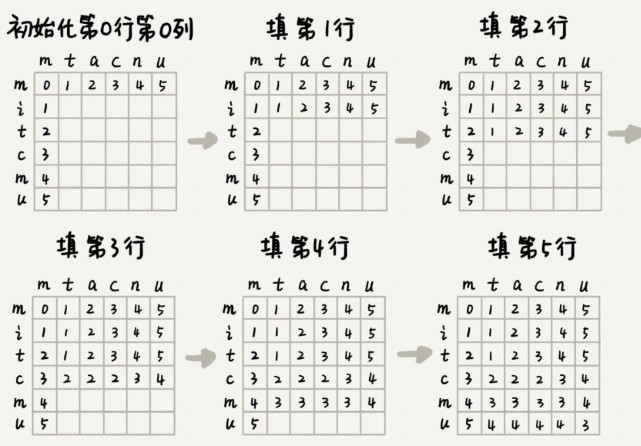 初始化第0行第0列 填第1行 填第2行
m t a c n u m t a c n u m t a c n u
m 0 1 2 3 4 5 m 0 1 2 3 4 5 m 0 1 2 3 4 5
i 1 i 1 1 2 3 4 5 i 1 1 2 3 4 5
t 2 t 2 t 2 1 2 3 4 5
c 3 c 3 c 3
m 4 m 4 m 4
u 5 u 5 u 5
填第3行 填第4行 填第5行
m t a c n u m t a c n u m t a c n u
m 0 1 2 3 4 5 m 0 1 2 3 4 5 m 0 1 2 3 4 5
i 1 1 2 3 4 5 i 1 1 2 3 4 5 i 1 1 2 3 4 5
t 2 1 2 3 4 5 t 2 1 2 3 4 5 t 2 1 2 3 4 5
c 3 2 2 2 3 4 c 3 2 2 2 3 4 c 3 2 2 2 3 4
m 4 m 4 3 3 3 3 4 m 4 3 3 3 3 4
u 5 u 5 u 5 4 4 4 4 3